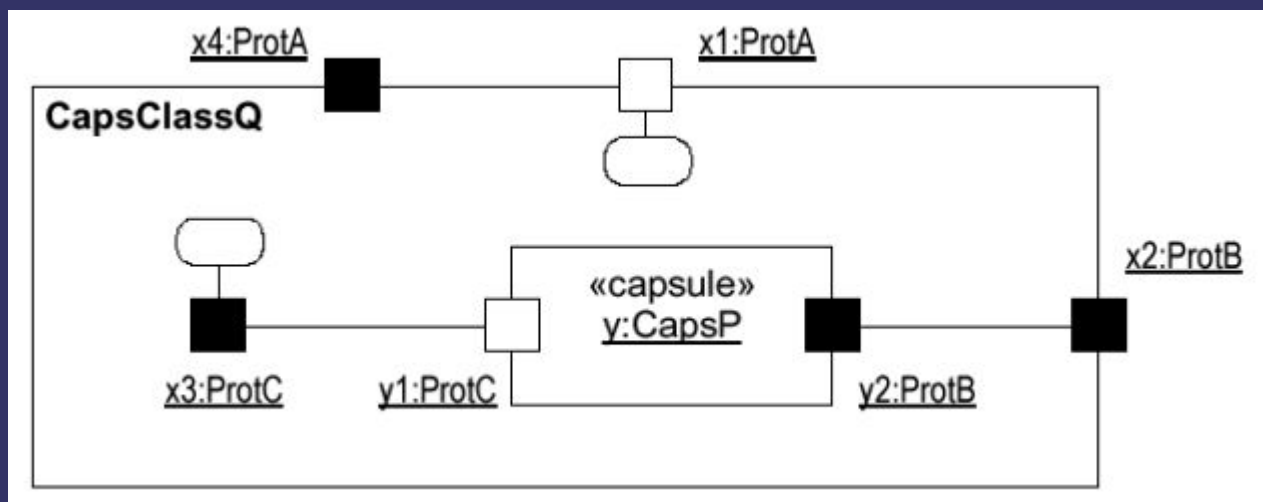 x4:ProtA
x1:ProtA
CapsClassQ
x2:ProtB
«capsule»
y:CapsP
x3:ProtC
y1:ProtC
y2:ProtB